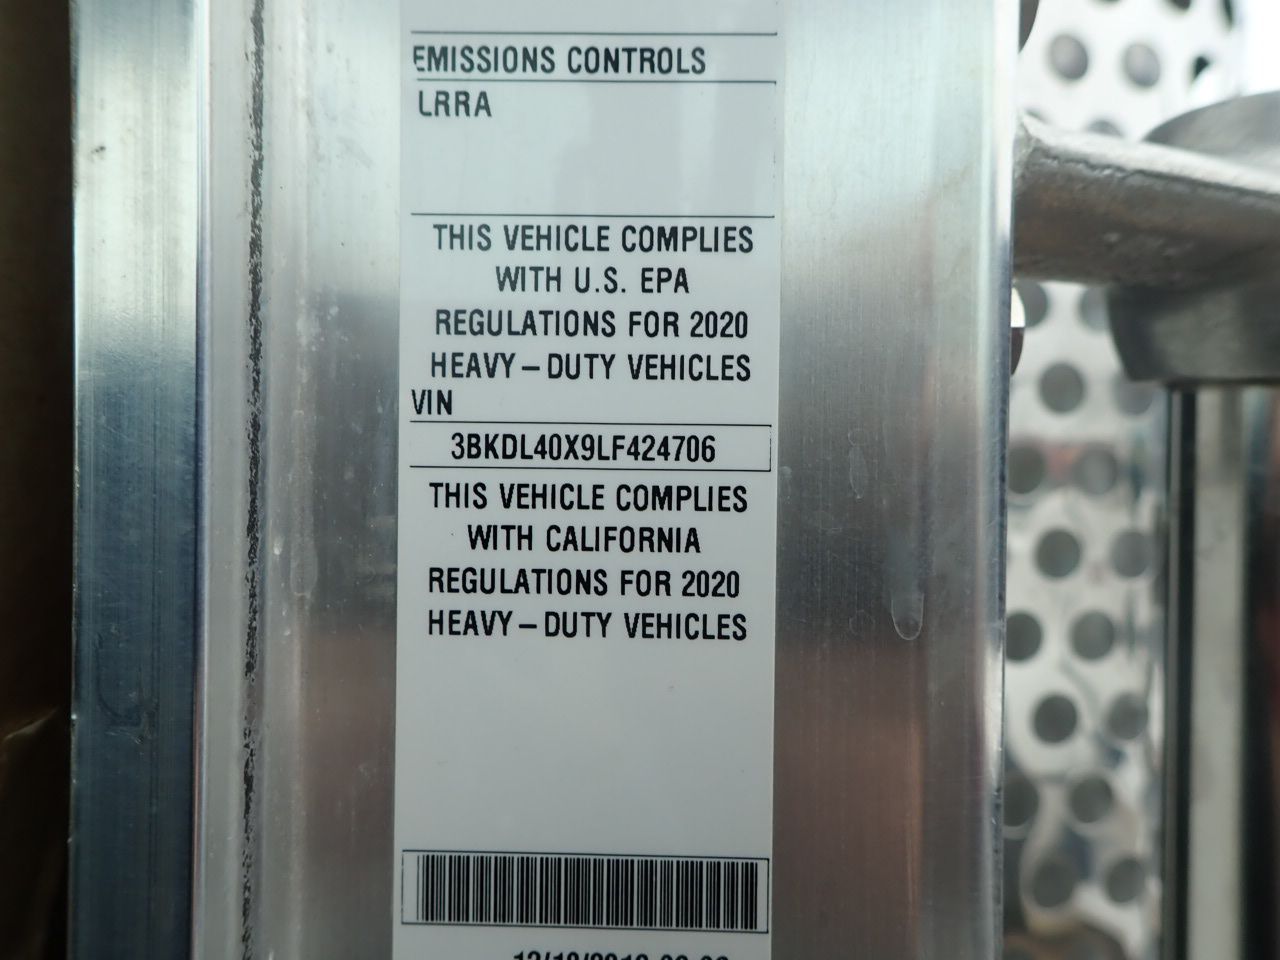 EMISSIONS CONTROLS
LRRA
THIS VEHICLE COMPLIES
WITH U.S. EPA
REGULATIONS FOR 2020
HEAVY–DUTY VEHICLES
VIN
3BKDL40X9LF424706
THIS VEHICLE COMPLIES
WITH CALIFORNIA
REGULATIONS FOR 2020
HEAVY–DUTY VEHICLES